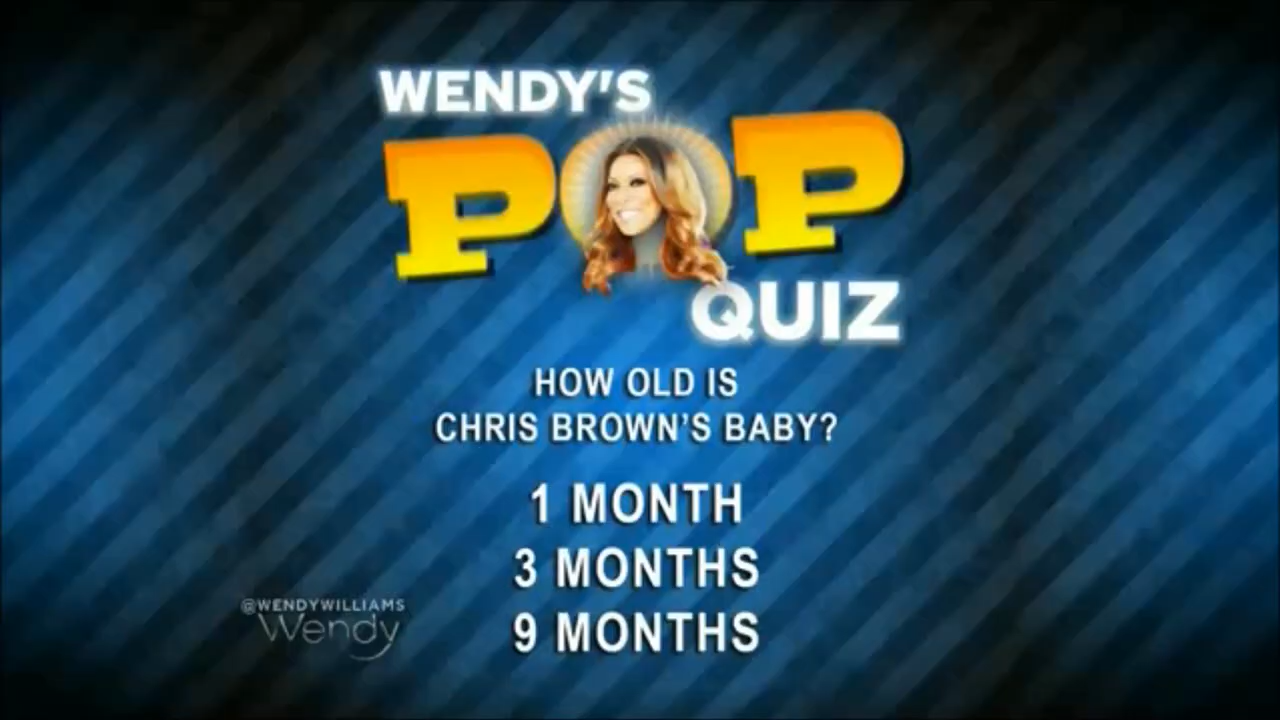 WENDY'S
POP
QUIZ
HOW OLD IS
CHRIS BROWN'S BABY?
1 MONTH
3 MONTHS
9 MONTHS
@WENDYWILLIAMS
Wendy